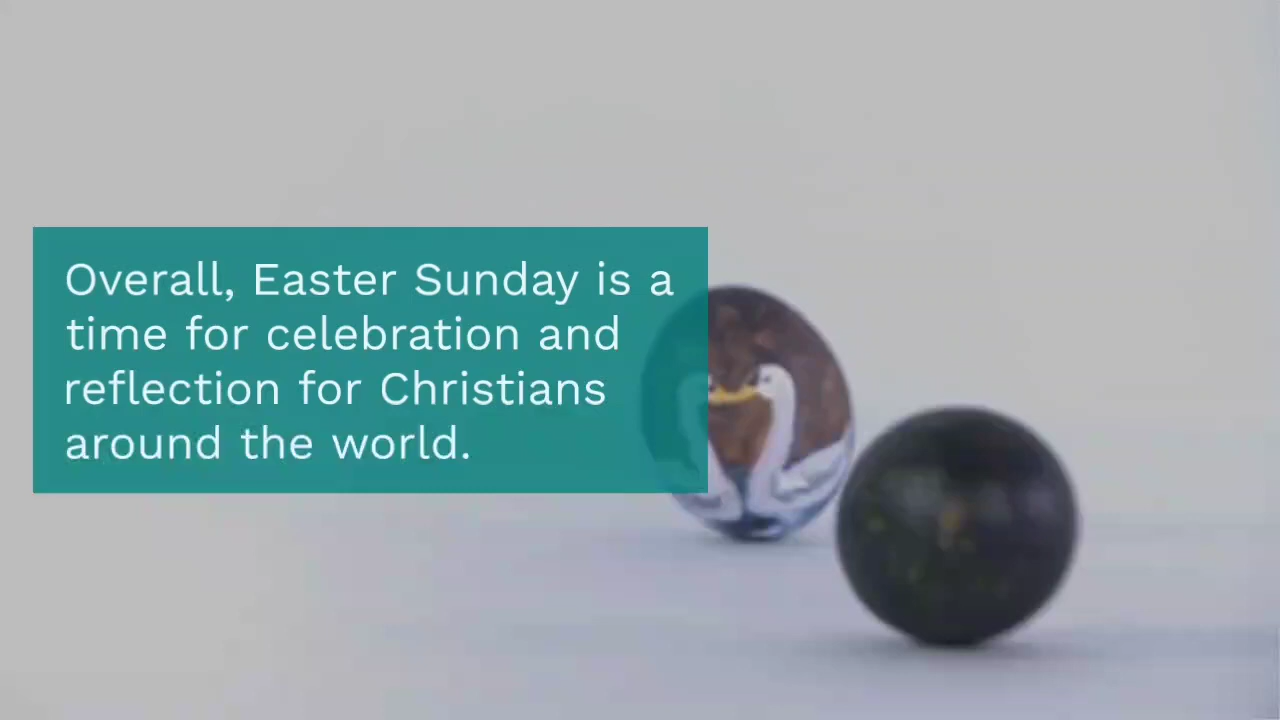 Overall, Easter Sunday is a
time for celebration and
reflection for Christians
around the world.